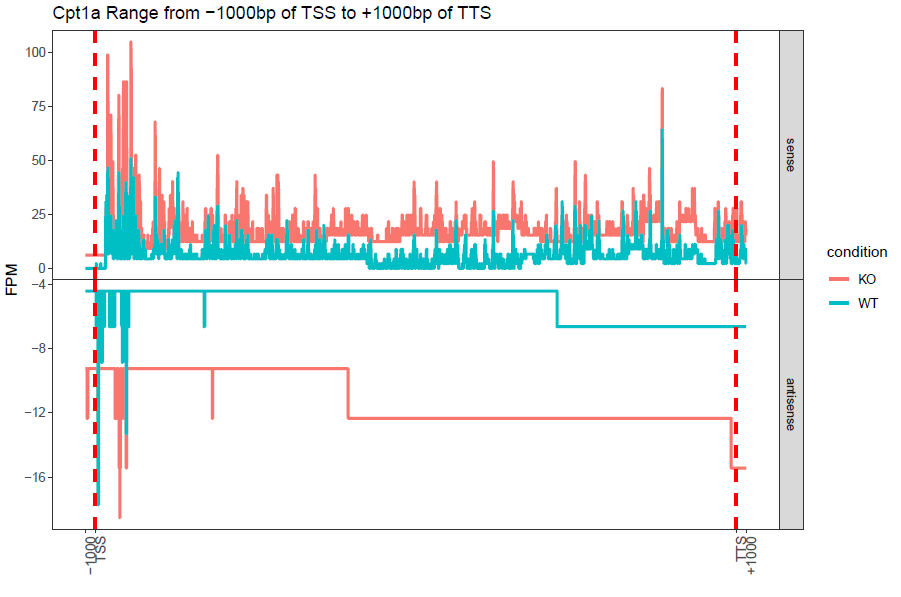 Cpt1a Range from −1000bp of TSS to +1000bp of TTS
100
75
50
25
0
−4
−8
−12
−16
FPM
sense
antisense
−1000
TSS
TTS
+1000
condition
KO
WT